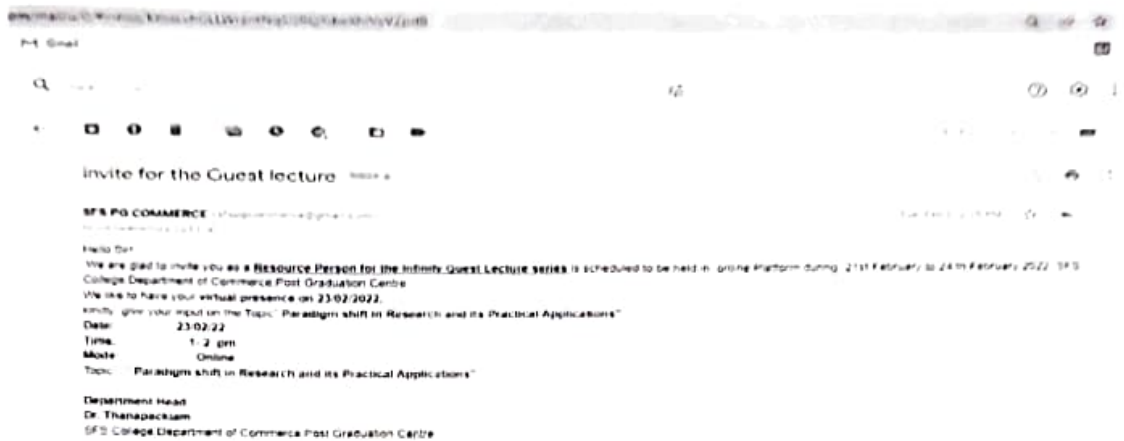 Gmail
Invite for the Guest lecture
SFS PG COMMERCE
Hello Sir
We are glad to invite you as a Resource Person for the Infinity Guest Lecture series is scheduled to be held in online Platform during 21st February to 24th February 2022 SFS
College Department of Commerce Post Graduation Centre
We like to have your virtual presence on 23/02/2022.
Kindly give your input on the Topic" Paradigm shift in Research and its Practical Applications"
Date: 23/02/22
Time: 1- 2 pm
Mode Online
Topic: Paradigm shift in Research and its Practical Applications"
Department Head
Dr. Thanapackiam
SFS College Department of Commerce Post Graduation Centre